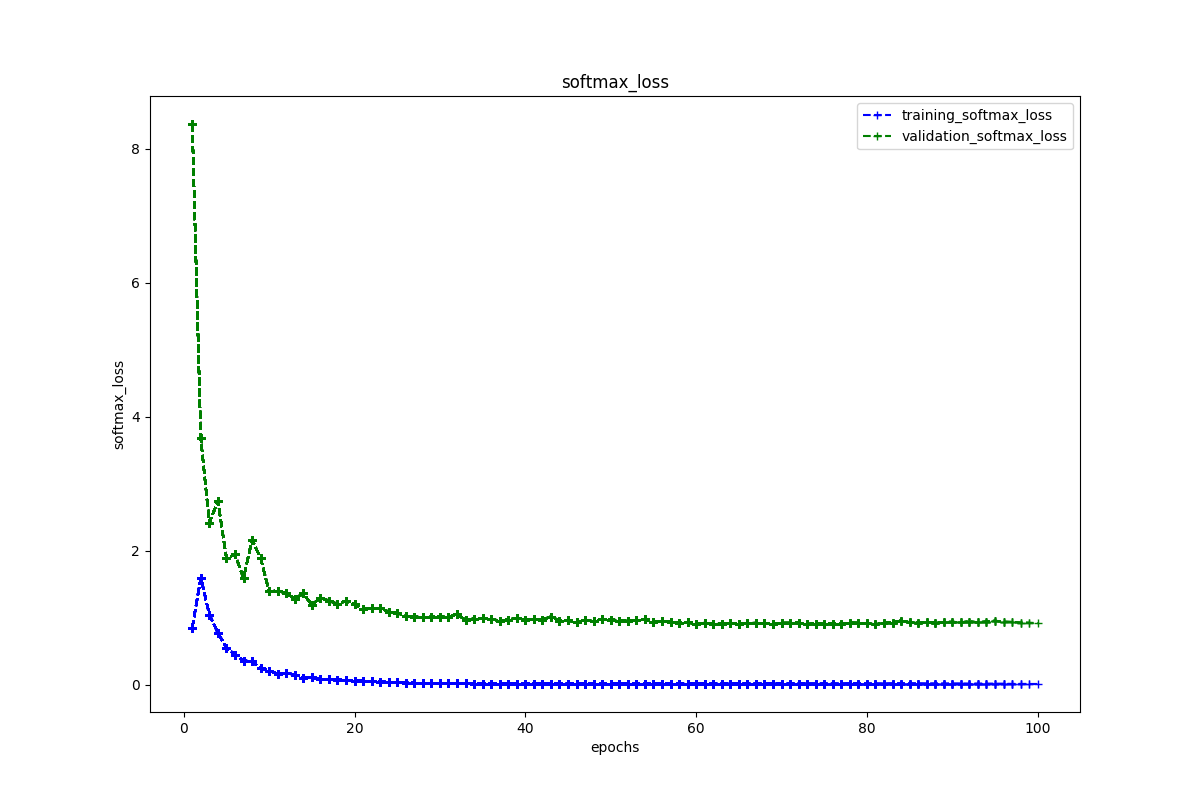 softmax_loss
training_softmax_loss
validation_softmax_loss
softmax_loss
8
6
4
2
0
0 20 40 60 80 100
epochs